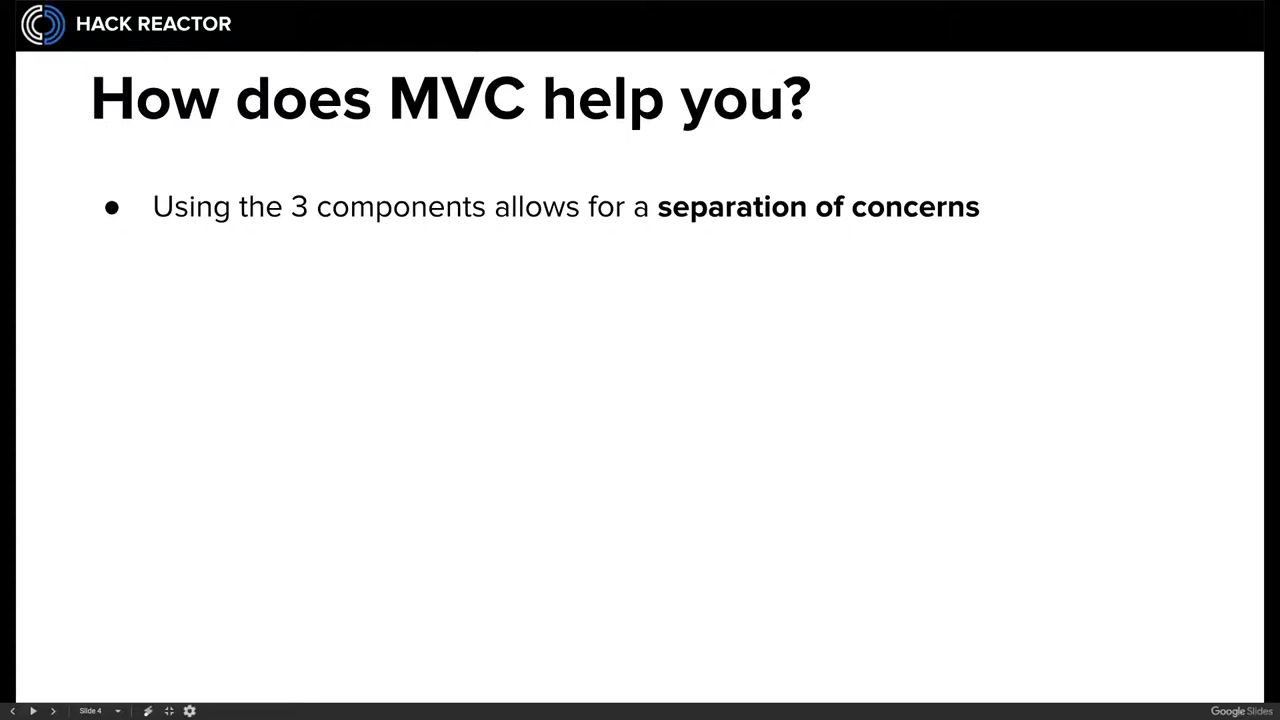 HACK REACTOR
How does MVC help you?
● Using the 3 components allows for a separation of concerns
Slide 4
Google Slides